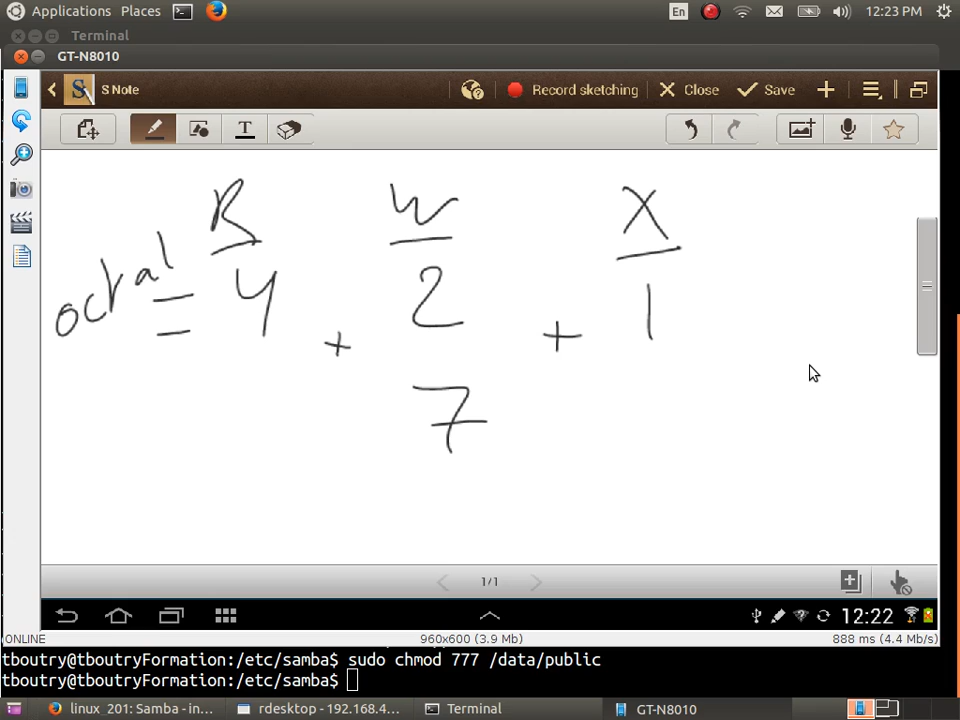 Applications Places En 12:23 PM
Terminal
GT-N8010
S Note Record sketching Close Save
T
R W X
octal = 4 + 2 + 1
7
1/1
12:22
ONLINE 960x600 (3.9 Mb) 888 ms (4.4 Mb/s)
tboutry@tboutryFormation:/etc/samba$ sudo chmod 777 /data/public
tboutry@tboutryFormation:/etc/samba$
linux_201: Samba - in... rdesktop - 192.168.4... Terminal GT-N8010